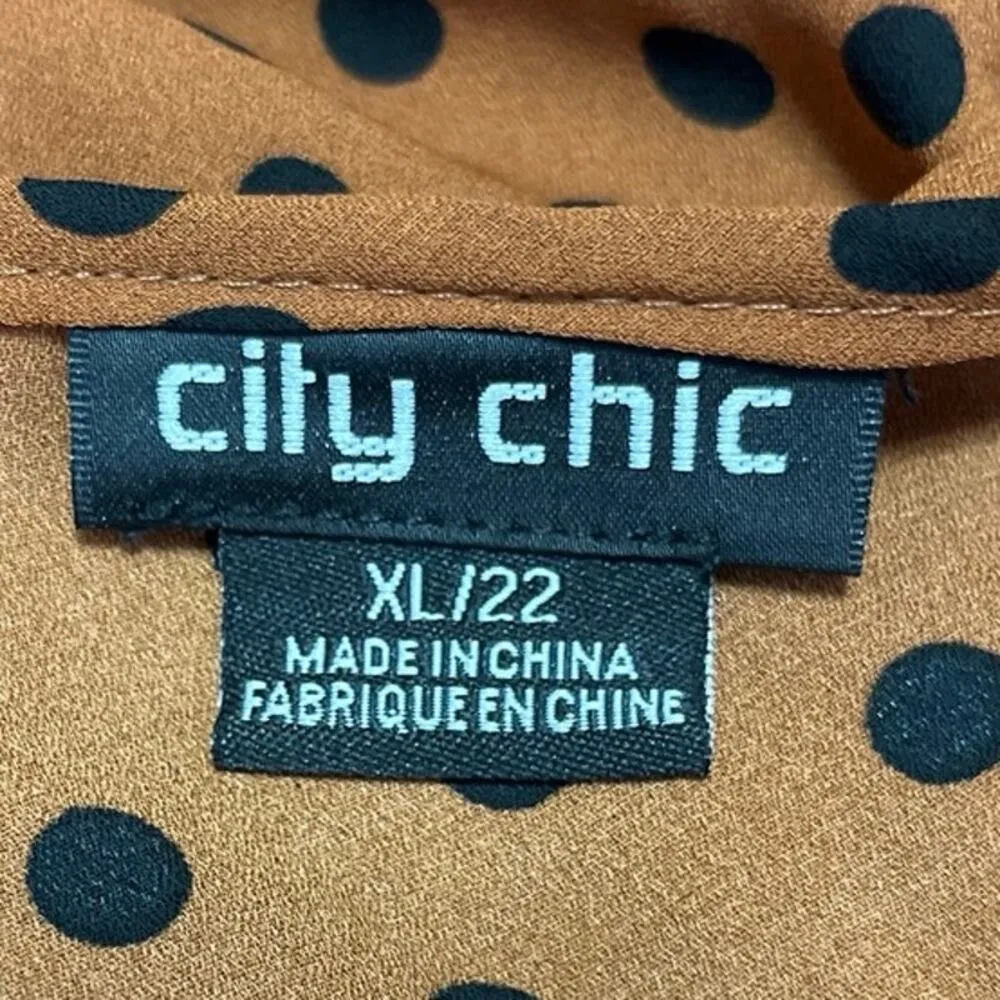 city chic
XL/22
MADE IN CHINA
FABRIQUE EN CHINE